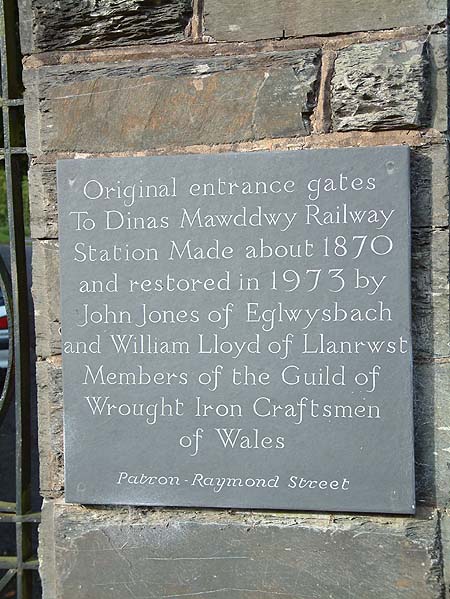 Original entrance gates
To Dinas Mawddwy Railway
Station Made about 1870
and restored in 1973 by
John Jones of Eglwysbach
and William Lloyd of Llanrwst
Members of the Guild of
Wrought Iron Craftsmen
of Wales
Patron - Raymond Street